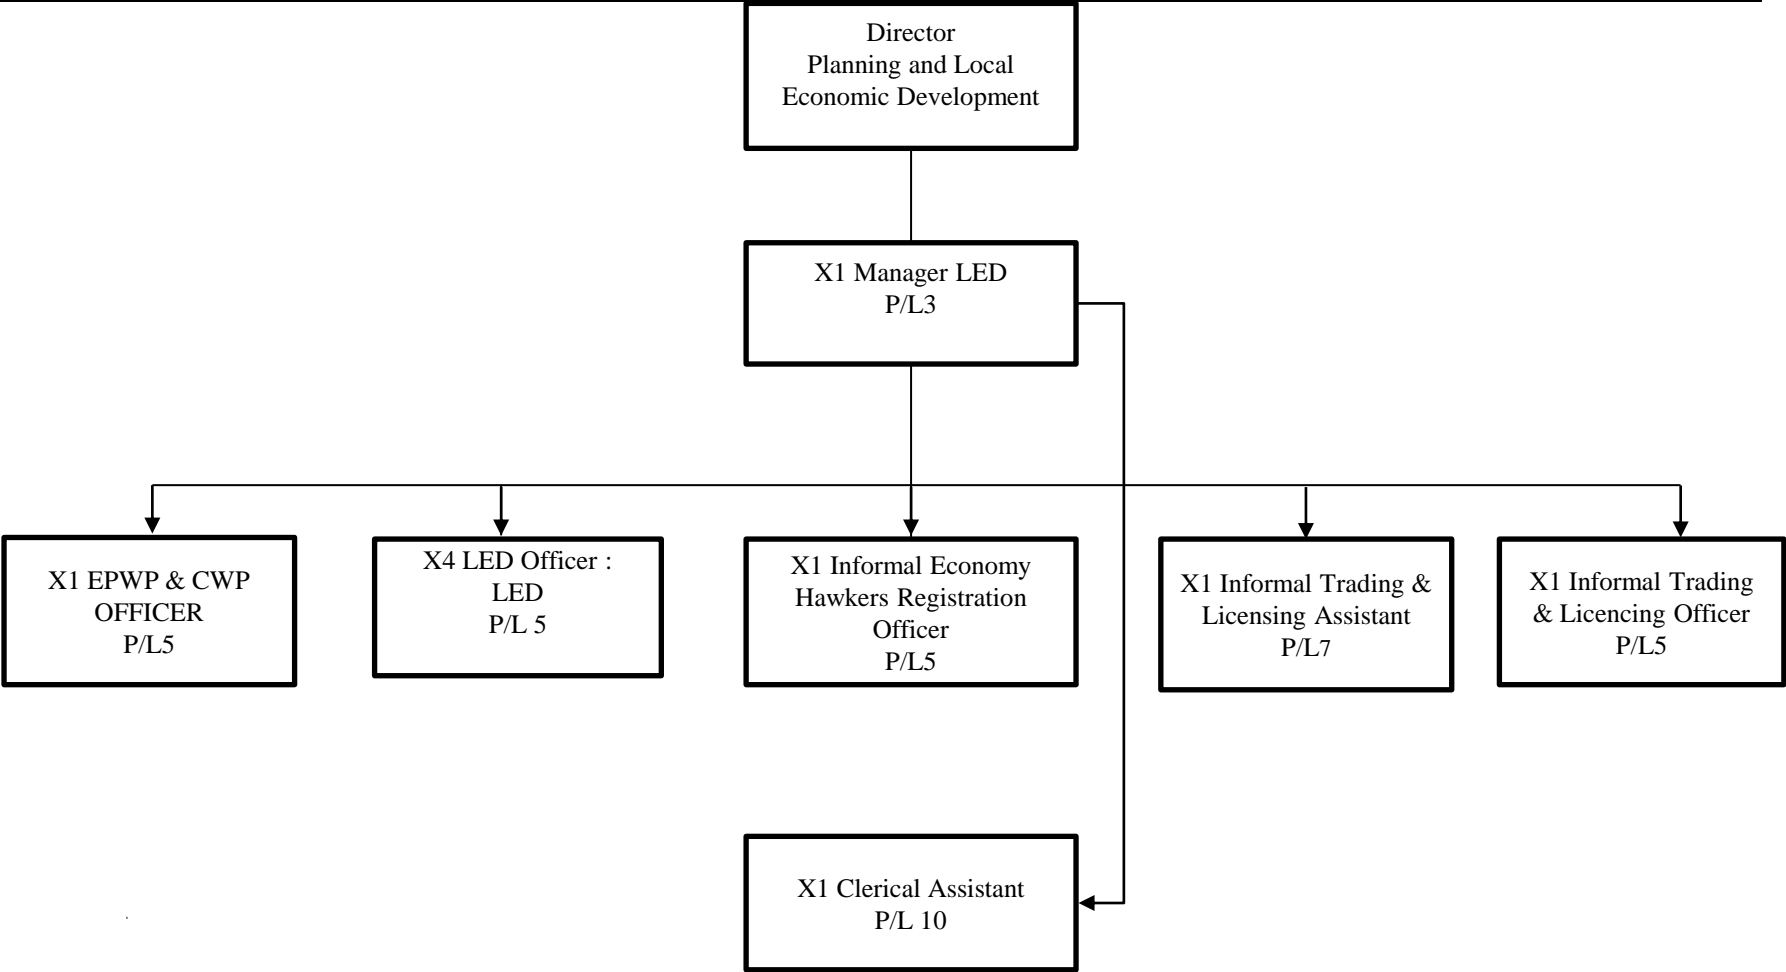 Director
Planning and Local
Economic Development
X1 Manager LED
P/L3
X1 EPWP & CWP
OFFICER
P/L5
X4 LED Officer :
LED
P/L 5
X1 Informal Economy
Hawkers Registration
Officer
P/L5
X1 Informal Trading &
Licensing Assistant
P/L7
X1 Informal Trading
& Licencing Officer
P/L5
X1 Clerical Assistant
P/L 10